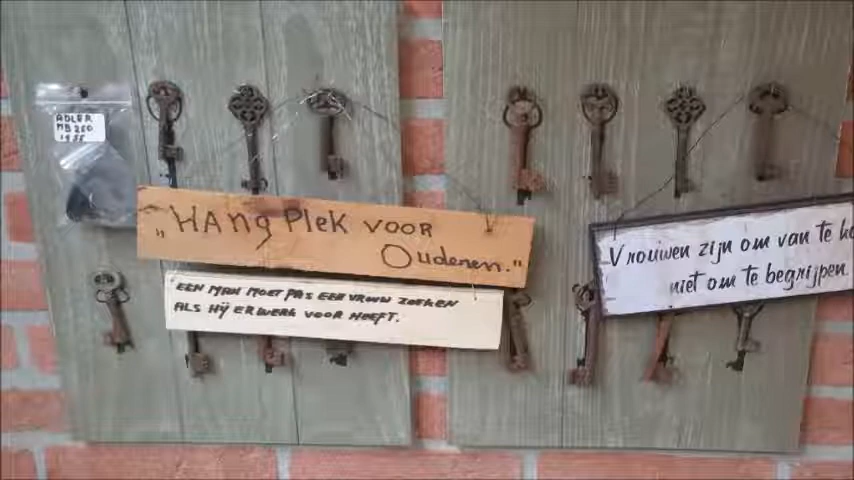 ADLER
MB 250
1955
„HANG PLEK VOOR
Ouderen."
EEN MAN MOET PAS EEN VROUW ZOEKEN
ALS HIJ ER WERK VOOR HEEFT.
Vrouwen zijn om van te
niet om te begrijpen.